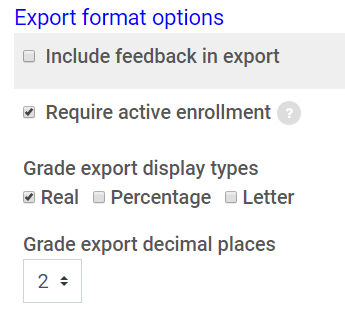 Export format options
Include feedback in export
Require active enrollment ?
Grade export display types
Real Percentage Letter
Grade export decimal places
2